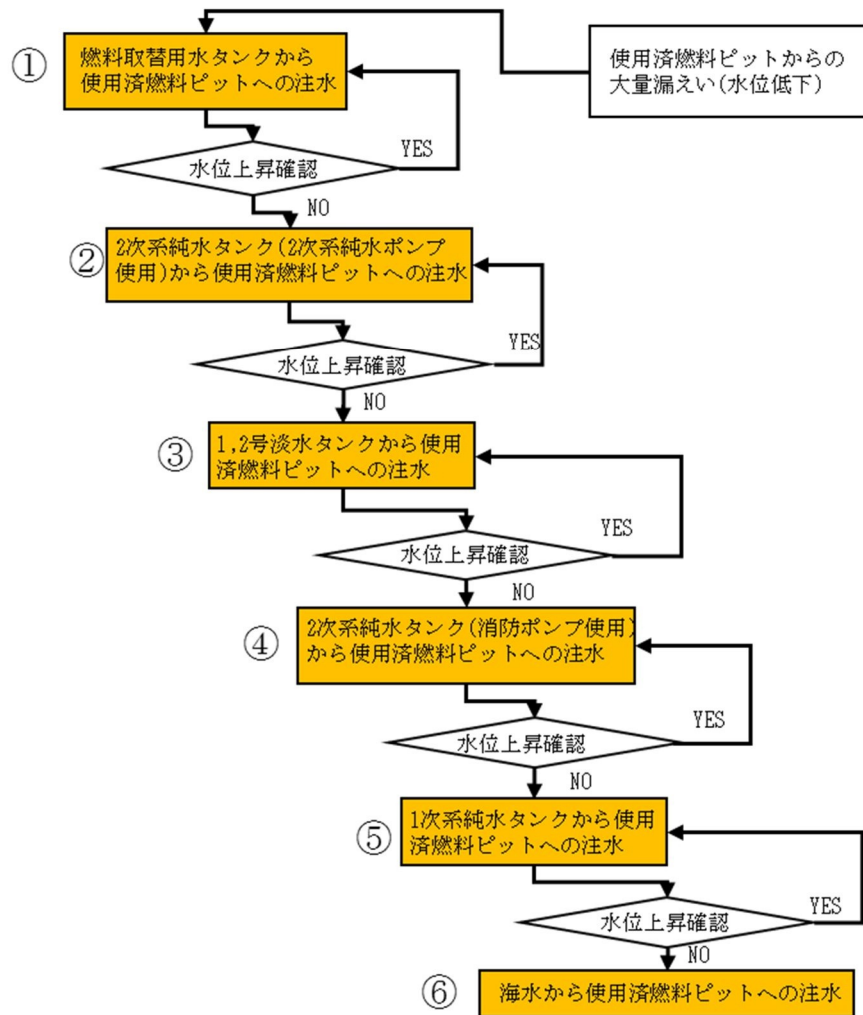 使用済燃料ピットからの
大量漏えい(水位低下)
①
燃料取替用水タンクから
使用済燃料ピットへの注水
YES
水位上昇確認
NO
②
2次系純水タンク(2次系純水ポンプ
使用)から使用済燃料ピットへの注水
YES
水位上昇確認
NO
③
1,2号淡水タンクから使用
済燃料ピットへの注水
YES
水位上昇確認
NO
④
2次系純水タンク(消防ポンプ使用)
から使用済燃料ピットへの注水
YES
水位上昇確認
NO
⑤
1次系純水タンクから使用
済燃料ピットへの注水
YES
水位上昇確認
NO
⑥
海水から使用済燃料ピットへの注水